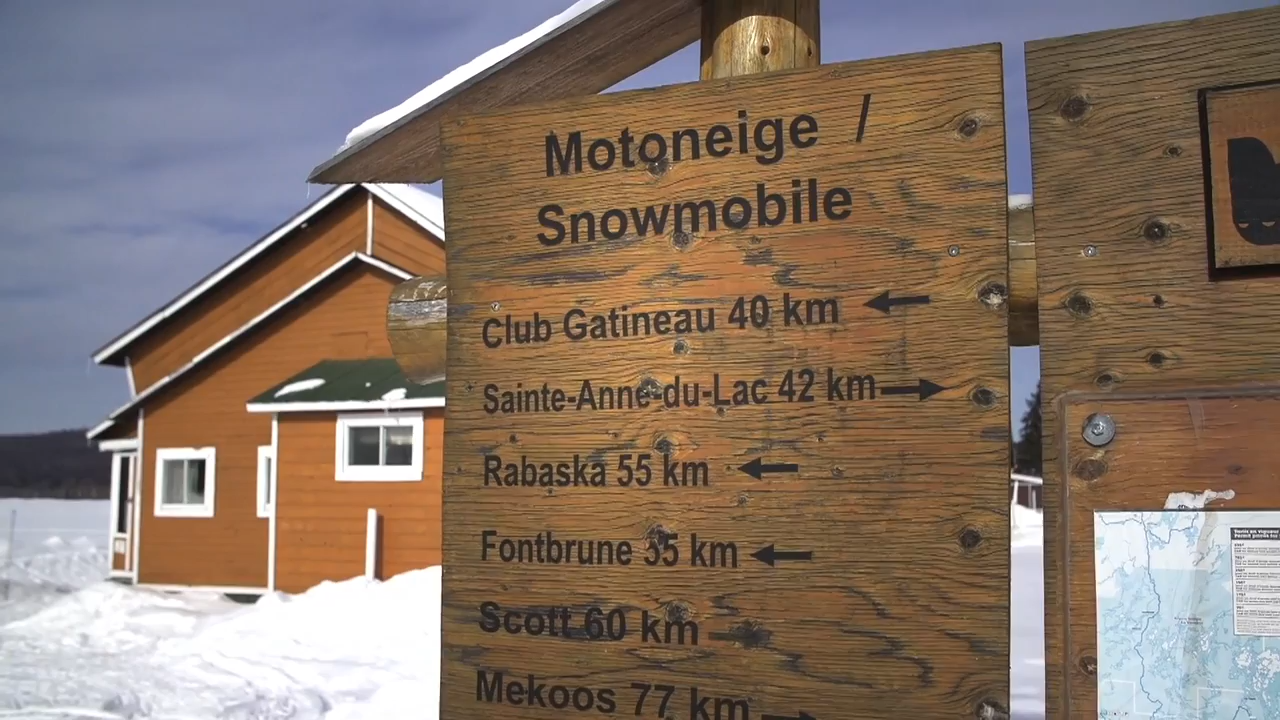 Motoneige /
Snowmobile
Club Gatineau 40 km ←
Sainte-Anne-du-Lac 42 km →
Rabaska 55 km ←
Fontbrune 35 km ←
Scott 60 km →
Mekoos 77 km →